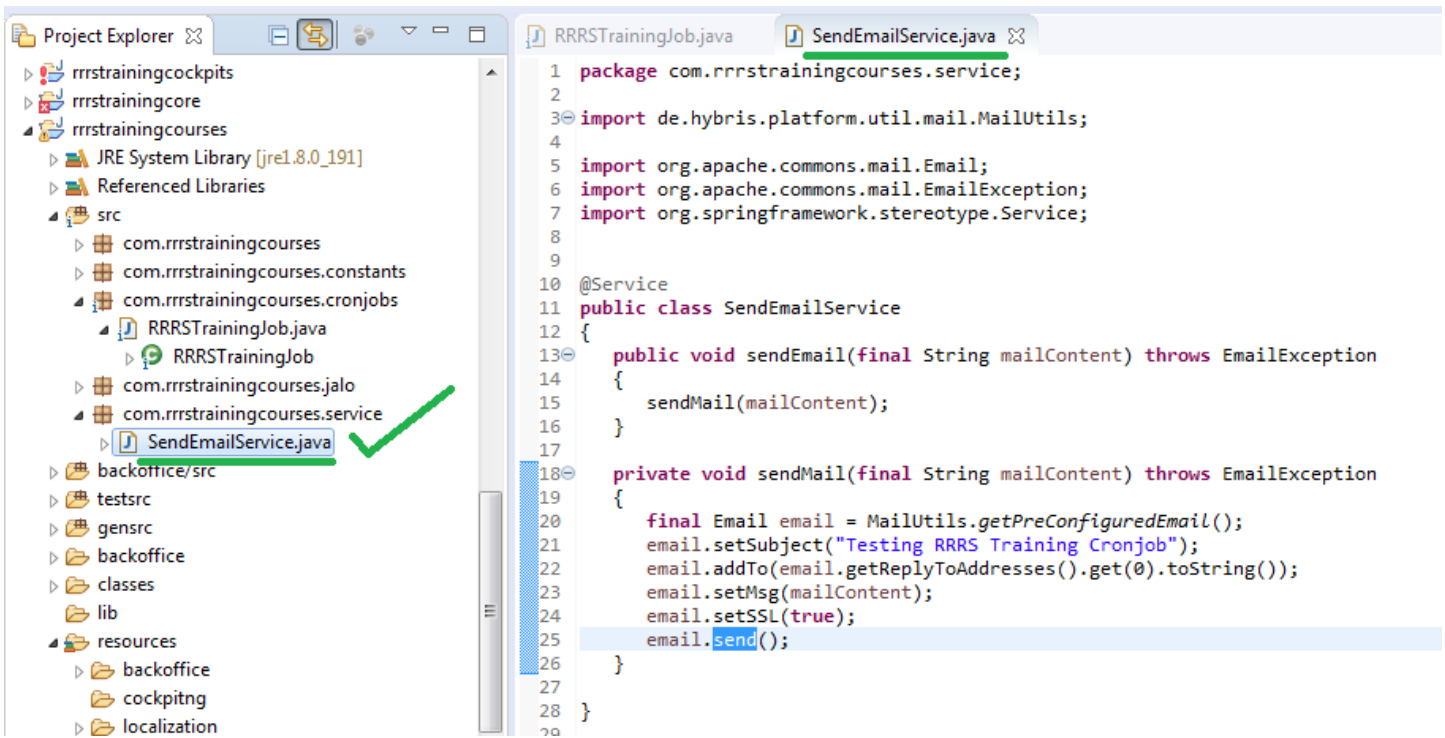 Project Explorer
rrrstrainingcockpits
rrrstrainingcore
rrrstrainingcourses
JRE System Library [jre1.8.0_191]
Referenced Libraries
src
com.rrrstrainingcourses
com.rrrstrainingcourses.constants
com.rrrstrainingcourses.cronjobs
RRRSTrainingJob.java
RRRSTrainingJob
com.rrrstrainingcourses.jalo
com.rrrstrainingcourses.service
SendEmailService.java
backoffice/src
testsrc
gensrc
backoffice
classes
lib
resources
backoffice
cockpitng
localization
RRRSTrainingJob.java SendEmailService.java
1 package com.rrrstrainingcourses.service;
2
3 import de.hybris.platform.util.mail.MailUtils;
4
5 import org.apache.commons.mail.Email;
6 import org.apache.commons.mail.EmailException;
7 import org.springframework.stereotype.Service;
8
9
10 @Service
11 public class SendEmailService
12 {
13 public void sendEmail(final String mailContent) throws EmailException
14 {
15 sendMail(mailContent);
16 }
17
18 private void sendMail(final String mailContent) throws EmailException
19 {
20 final Email email = MailUtils.getPreConfiguredEmail();
21 email.setSubject("Testing RRRS Training Cronjob");
22 email.addTo(email.getReplyToAddresses().get(0).toString());
23 email.setMsg(mailContent);
24 email.setSSL(true);
25 email.send();
26 }
27
28 }
29